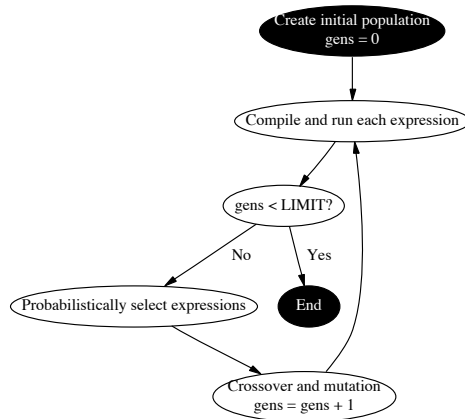 Create initial population
gens = 0
Compile and run each expression
gens < LIMIT?
No
Yes
Probabilistically select expressions
End
Crossover and mutation
gens = gens + 1